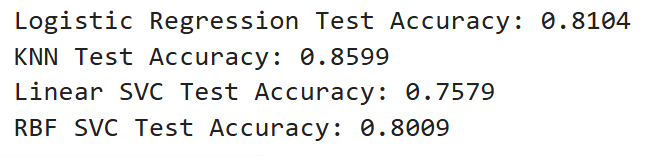 Logistic Regression Test Accuracy: 0.8104
KNN Test Accuracy: 0.8599
Linear SVC Test Accuracy: 0.7579
RBF SVC Test Accuracy: 0.8009